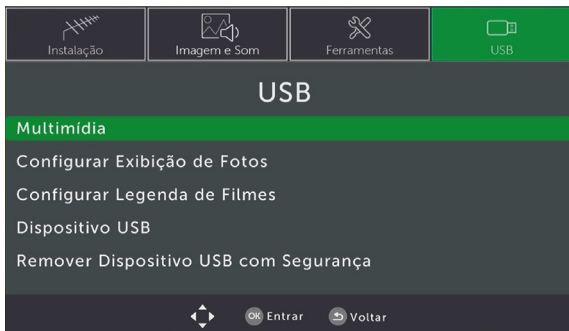 Instalação
Imagem e Som
Ferramentas
USB
USB
Multimídia
Configurar Exibição de Fotos
Configurar Legenda de Filmes
Dispositivo USB
Remover Dispositivo USB com Segurança
OK Entrar Voltar